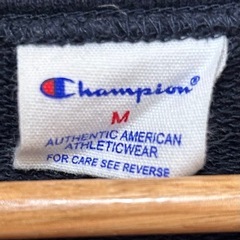 Champion®
M
AUTHENTIC AMERICAN
ATHLETICWEAR
FOR CARE SEE REVERSE